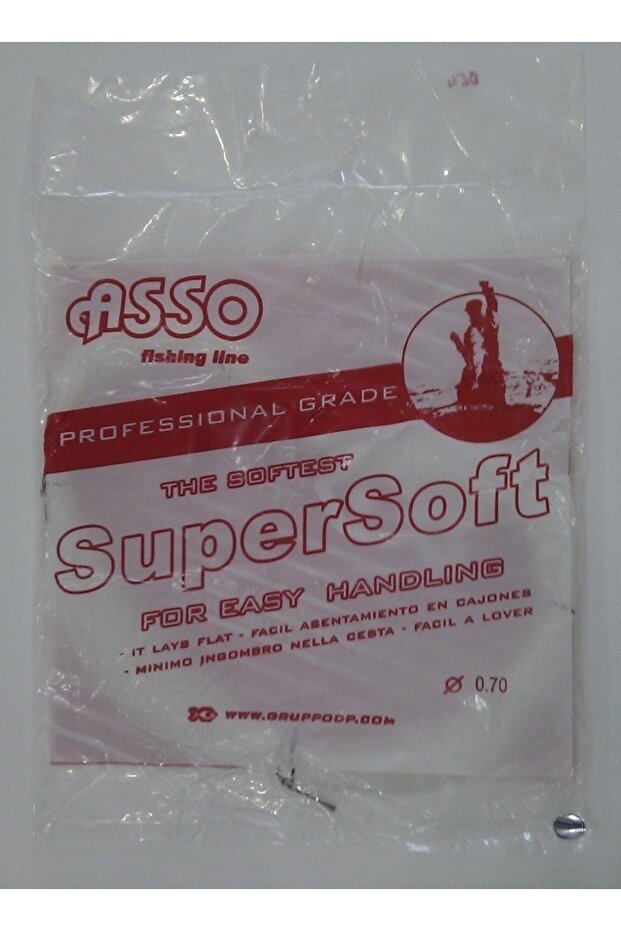 ASSO
fishing line
PROFESSIONAL GRADE
THE SOFTEST
SuperSoft
FOR EASY HANDLING
- IT LAYS FLAT - FACIL ASENTAMIENTO EN CAJONES
- MINIMO INGOMBRO NELLA CESTA - FACIL A LOVER
Ø 0.70
WWW.GRUPPODP.COM